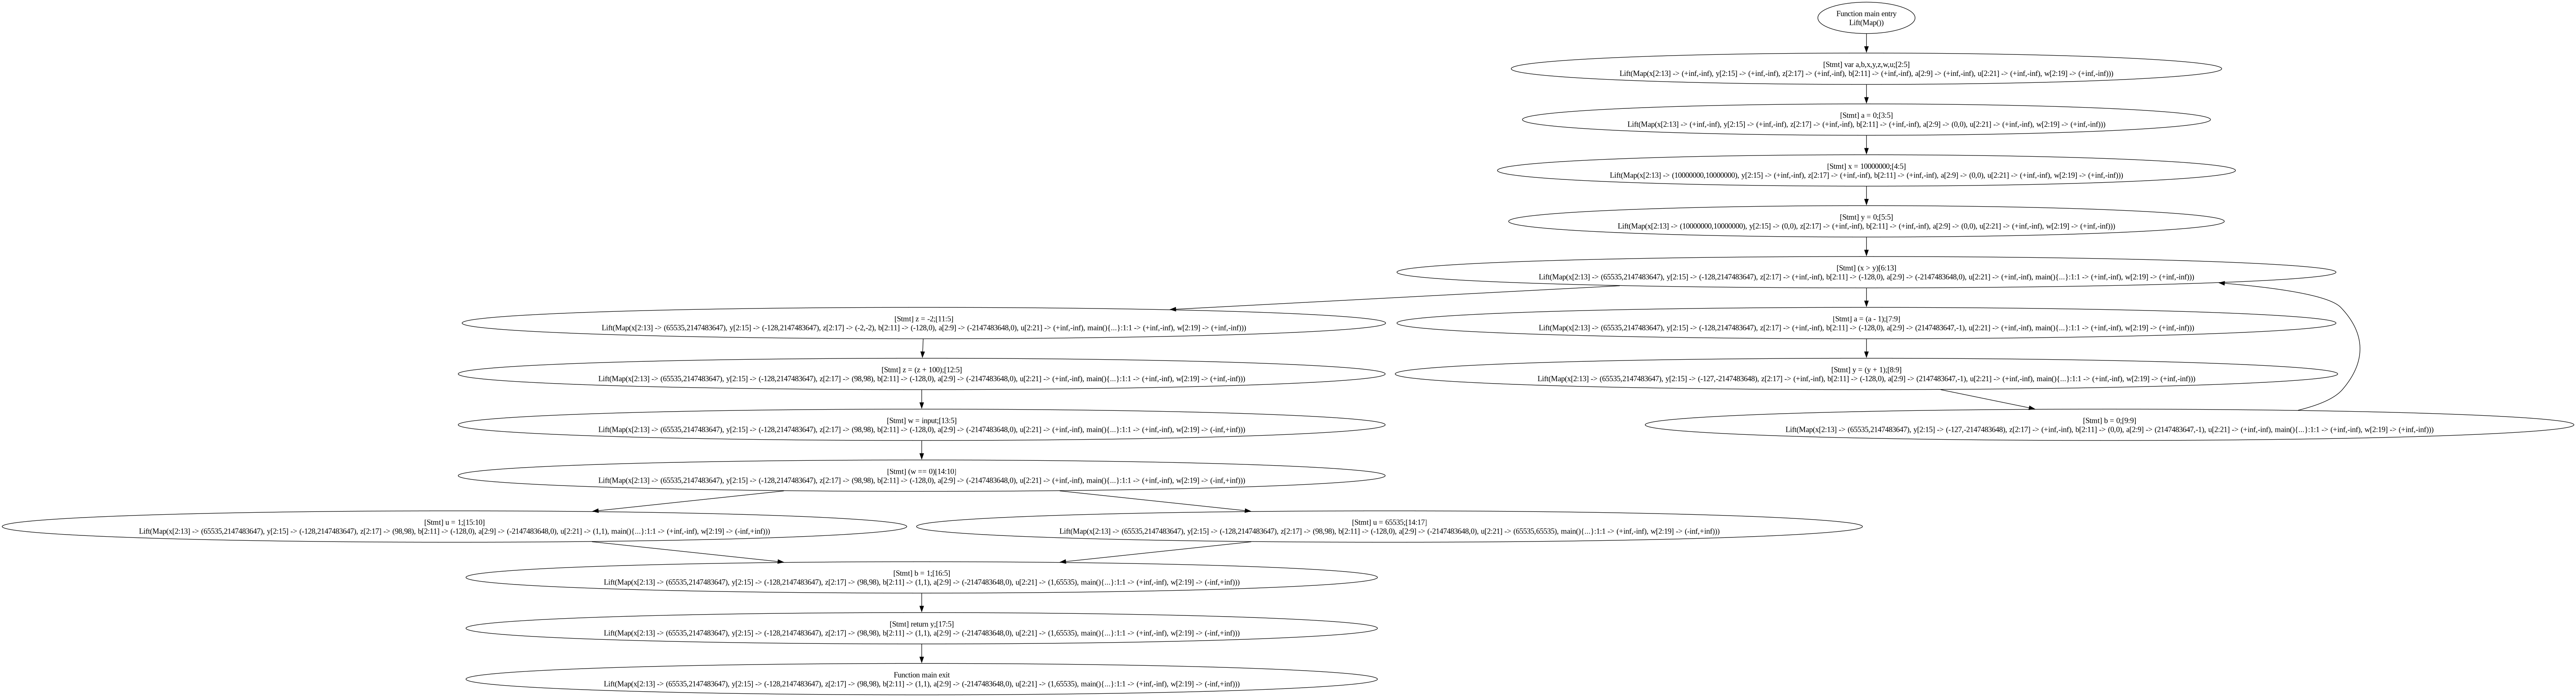 Function main entry
Lift(Map())
[Stmt] var a,b,x,y,z,w,u;[2:5]
Lift(Map(x[2:13] -> (+inf,-inf), y[2:15] -> (+inf,-inf), z[2:17] -> (+inf,-inf), b[2:11] -> (+inf,-inf), a[2:9] -> (+inf,-inf), u[2:21] -> (+inf,-inf), w[2:19] -> (+inf,-inf)))
[Stmt] a = 0;[3:5]
Lift(Map(x[2:13] -> (+inf,-inf), y[2:15] -> (+inf,-inf), z[2:17] -> (+inf,-inf), b[2:11] -> (+inf,-inf), a[2:9] -> (0,0), u[2:21] -> (+inf,-inf), w[2:19] -> (+inf,-inf)))
[Stmt] x = 10000000;[4:5]
Lift(Map(x[2:13] -> (10000000,10000000), y[2:15] -> (+inf,-inf), z[2:17] -> (+inf,-inf), b[2:11] -> (+inf,-inf), a[2:9] -> (0,0), u[2:21] -> (+inf,-inf), w[2:19] -> (+inf,-inf)))
[Stmt] y = 0;[5:5]
Lift(Map(x[2:13] -> (10000000,10000000), y[2:15] -> (0,0), z[2:17] -> (+inf,-inf), b[2:11] -> (+inf,-inf), a[2:9] -> (0,0), u[2:21] -> (+inf,-inf), w[2:19] -> (+inf,-inf)))
[Stmt] (x > y)[6:13]
Lift(Map(x[2:13] -> (65535,2147483647), y[2:15] -> (-128,2147483647), z[2:17] -> (+inf,-inf), b[2:11] -> (-128,0), a[2:9] -> (-2147483648,0), u[2:21] -> (+inf,-inf), main(){...}:1:1 -> (+inf,-inf), w[2:19] -> (+inf,-inf)))
[Stmt] z = -2;[11:5]
Lift(Map(x[2:13] -> (65535,2147483647), y[2:15] -> (-128,2147483647), z[2:17] -> (-2,-2), b[2:11] -> (-128,0), a[2:9] -> (-2147483648,0), u[2:21] -> (+inf,-inf), main(){...}:1:1 -> (+inf,-inf), w[2:19] -> (+inf,-inf)))
[Stmt] a = (a - 1);[7:9]
Lift(Map(x[2:13] -> (65535,2147483647), y[2:15] -> (-128,2147483647), z[2:17] -> (+inf,-inf), b[2:11] -> (-128,0), a[2:9] -> (2147483647,-1), u[2:21] -> (+inf,-inf), main(){...}:1:1 -> (+inf,-inf), w[2:19] -> (+inf,-inf)))
[Stmt] z = (z + 100);[12:5]
Lift(Map(x[2:13] -> (65535,2147483647), y[2:15] -> (-128,2147483647), z[2:17] -> (98,98), b[2:11] -> (-128,0), a[2:9] -> (-2147483648,0), u[2:21] -> (+inf,-inf), main(){...}:1:1 -> (+inf,-inf), w[2:19] -> (+inf,-inf)))
[Stmt] y = (y + 1);[8:9]
Lift(Map(x[2:13] -> (65535,2147483647), y[2:15] -> (-127,-2147483648), z[2:17] -> (+inf,-inf), b[2:11] -> (-128,0), a[2:9] -> (2147483647,-1), u[2:21] -> (+inf,-inf), main(){...}:1:1 -> (+inf,-inf), w[2:19] -> (+inf,-inf)))
[Stmt] w = input;[13:5]
Lift(Map(x[2:13] -> (65535,2147483647), y[2:15] -> (-128,2147483647), z[2:17] -> (98,98), b[2:11] -> (-128,0), a[2:9] -> (-2147483648,0), u[2:21] -> (+inf,-inf), main(){...}:1:1 -> (+inf,-inf), w[2:19] -> (-inf,+inf)))
[Stmt] b = 0;[9:9]
Lift(Map(x[2:13] -> (65535,2147483647), y[2:15] -> (-127,-2147483648), z[2:17] -> (+inf,-inf), b[2:11] -> (0,0), a[2:9] -> (2147483647,-1), u[2:21] -> (+inf,-inf), main(){...}:1:1 -> (+inf,-inf), w[2:19] -> (+inf,-inf)))
[Stmt] (w == 0)[14:10]
Lift(Map(x[2:13] -> (65535,2147483647), y[2:15] -> (-128,2147483647), z[2:17] -> (98,98), b[2:11] -> (-128,0), a[2:9] -> (-2147483648,0), u[2:21] -> (+inf,-inf), main(){...}:1:1 -> (+inf,-inf), w[2:19] -> (-inf,+inf)))
[Stmt] u = 1;[15:10]
Lift(Map(x[2:13] -> (65535,2147483647), y[2:15] -> (-128,2147483647), z[2:17] -> (98,98), b[2:11] -> (-128,0), a[2:9] -> (-2147483648,0), u[2:21] -> (1,1), main(){...}:1:1 -> (+inf,-inf), w[2:19] -> (-inf,+inf)))
[Stmt] u = 65535;[14:17]
Lift(Map(x[2:13] -> (65535,2147483647), y[2:15] -> (-128,2147483647), z[2:17] -> (98,98), b[2:11] -> (-128,0), a[2:9] -> (-2147483648,0), u[2:21] -> (65535,65535), main(){...}:1:1 -> (+inf,-inf), w[2:19] -> (-inf,+inf)))
[Stmt] b = 1;[16:5]
Lift(Map(x[2:13] -> (65535,2147483647), y[2:15] -> (-128,2147483647), z[2:17] -> (98,98), b[2:11] -> (1,1), a[2:9] -> (-2147483648,0), u[2:21] -> (1,65535), main(){...}:1:1 -> (+inf,-inf), w[2:19] -> (-inf,+inf)))
[Stmt] return y;[17:5]
Lift(Map(x[2:13] -> (65535,2147483647), y[2:15] -> (-128,2147483647), z[2:17] -> (98,98), b[2:11] -> (1,1), a[2:9] -> (-2147483648,0), u[2:21] -> (1,65535), main(){...}:1:1 -> (+inf,-inf), w[2:19] -> (-inf,+inf)))
Function main exit
Lift(Map(x[2:13] -> (65535,2147483647), y[2:15] -> (-128,2147483647), z[2:17] -> (98,98), b[2:11] -> (1,1), a[2:9] -> (-2147483648,0), u[2:21] -> (1,65535), main(){...}:1:1 -> (+inf,-inf), w[2:19] -> (-inf,+inf)))